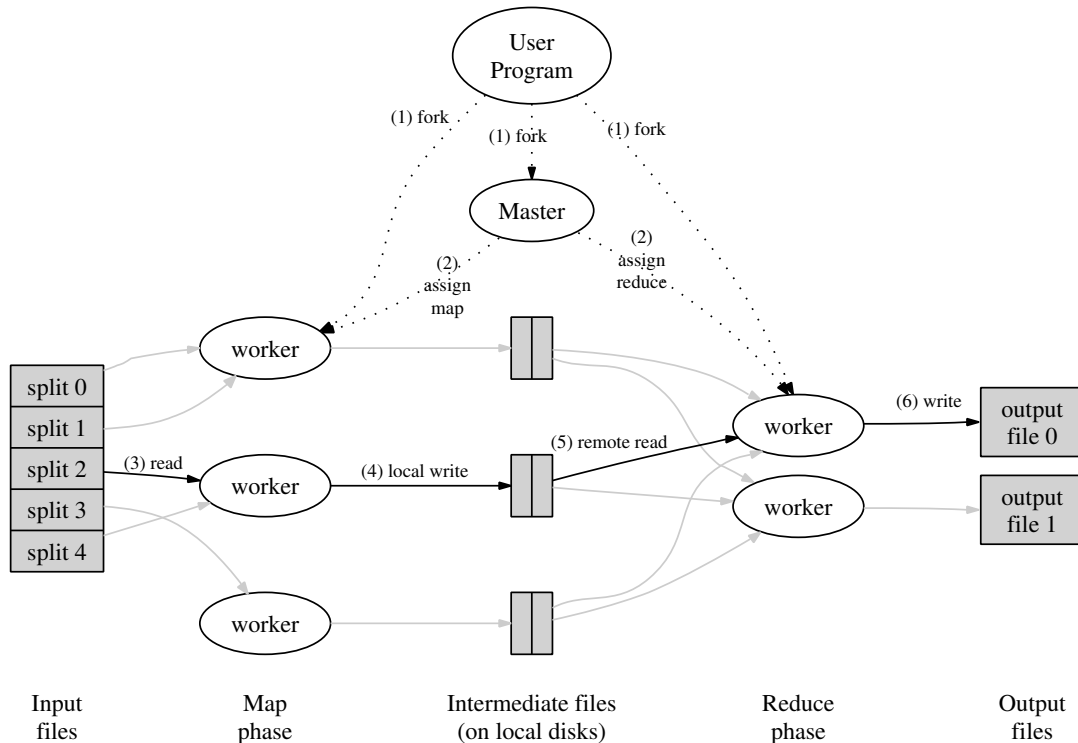 User
Program
(1) fork
(1) fork
(1) fork
Master
(2)
assign
map
(2)
assign
reduce
worker
split 0
split 1
split 2
split 3
split 4
(3) read
worker
(4) local write
(5) remote read
worker
(6) write
output
file 0
worker
output
file 1
worker
Input
files
Map
phase
Intermediate files
(on local disks)
Reduce
phase
Output
files